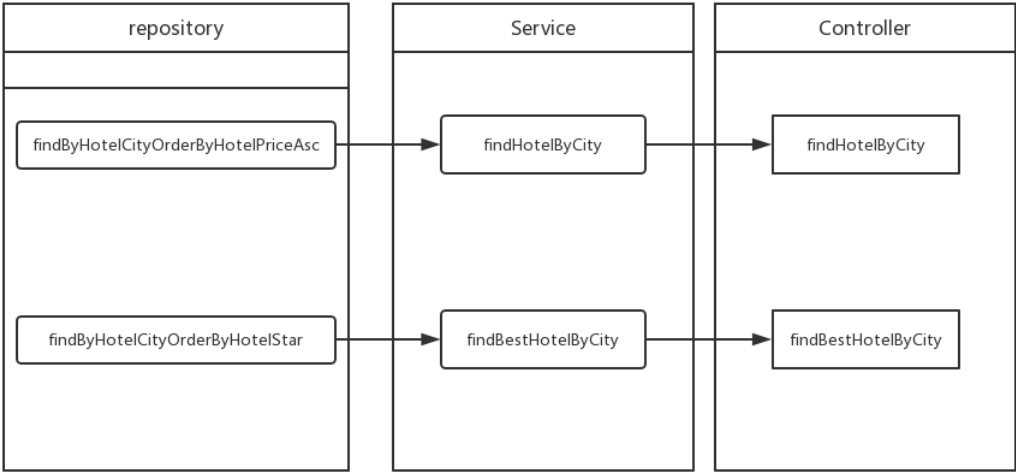 repository
Service
Controller
findByHotelCityOrderByHotelPriceAsc
findHotelByCity
findHotelByCity
findByHotelCityOrderByHotelStar
findBestHotelByCity
findBestHotelByCity